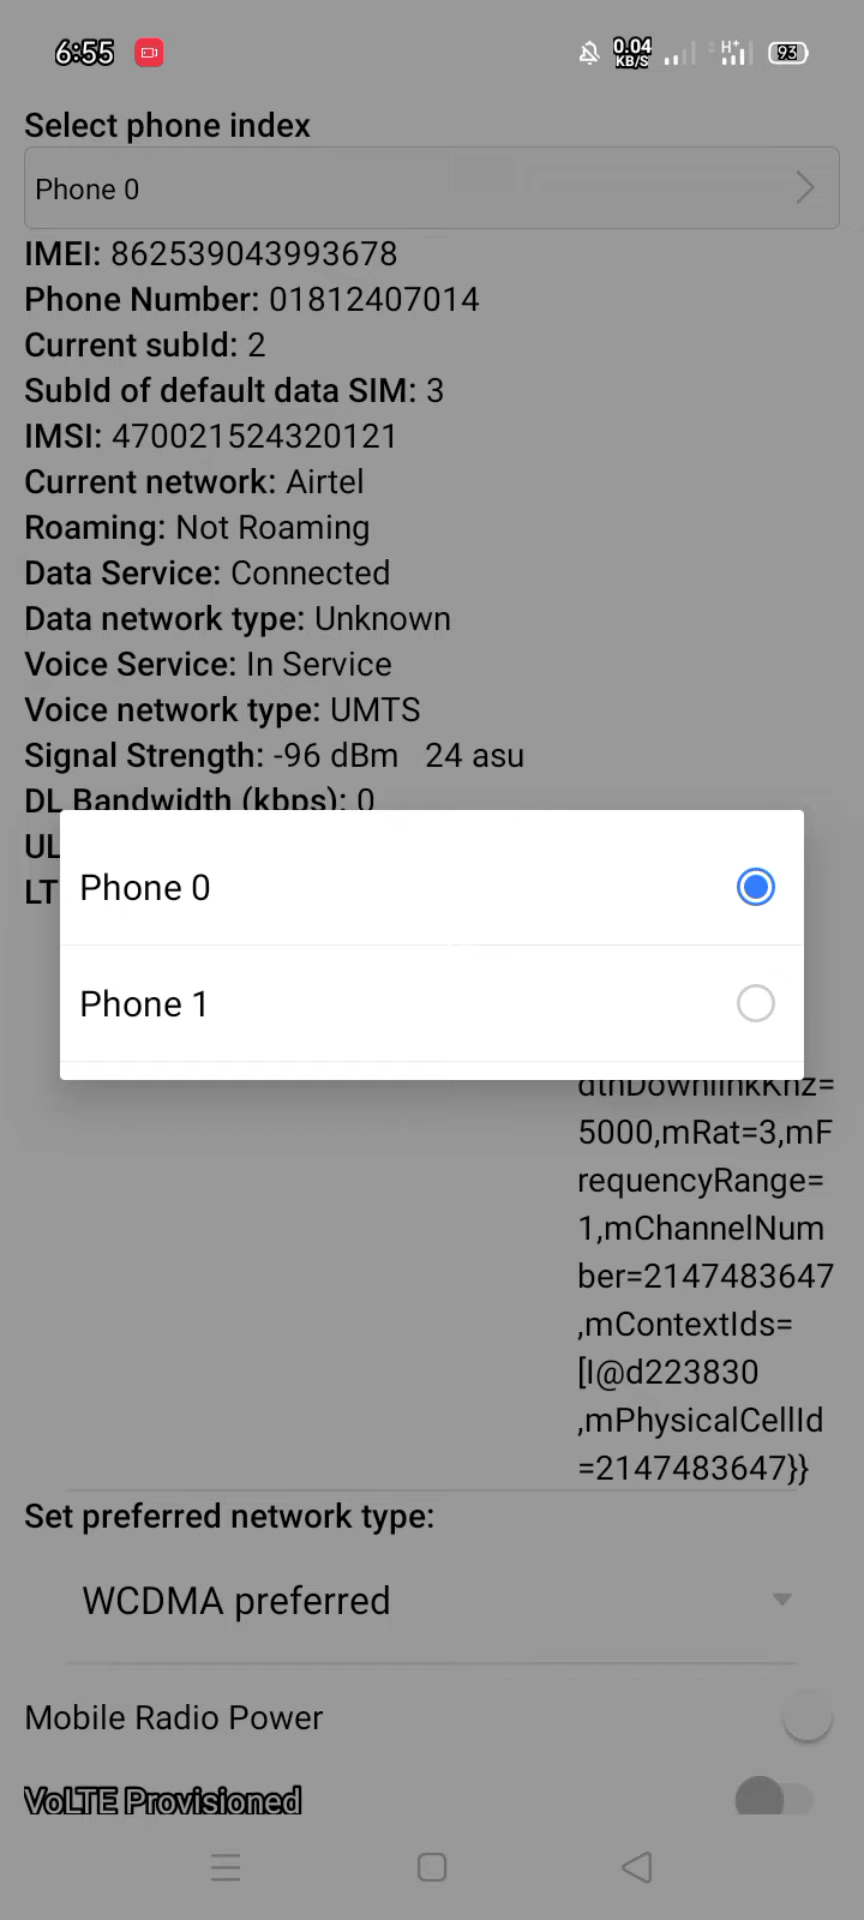 6:55
0.04
KB/S
H+
93
Select phone index
Phone 0
IMEI: 862539043993678
Phone Number: 01812407014
Current subId: 2
SubId of default data SIM: 3
IMSI: 470021524320121
Current network: Airtel
Roaming: Not Roaming
Data Service: Connected
Data network type: Unknown
Voice Service: In Service
Voice network type: UMTS
Signal Strength: -96 dBm 24 asu
DL Bandwidth (kbps): 0
UL
LT
Phone 0
Phone 1
dthDownlinkKhz=
5000,mRat=3,mF
requencyRange=
1,mChannelNum
ber=2147483647
,mContextIds=
[I@d223830
,mPhysicalCellId
=2147483647}}
Set preferred network type:
WCDMA preferred
Mobile Radio Power
VoLTE Provisioned